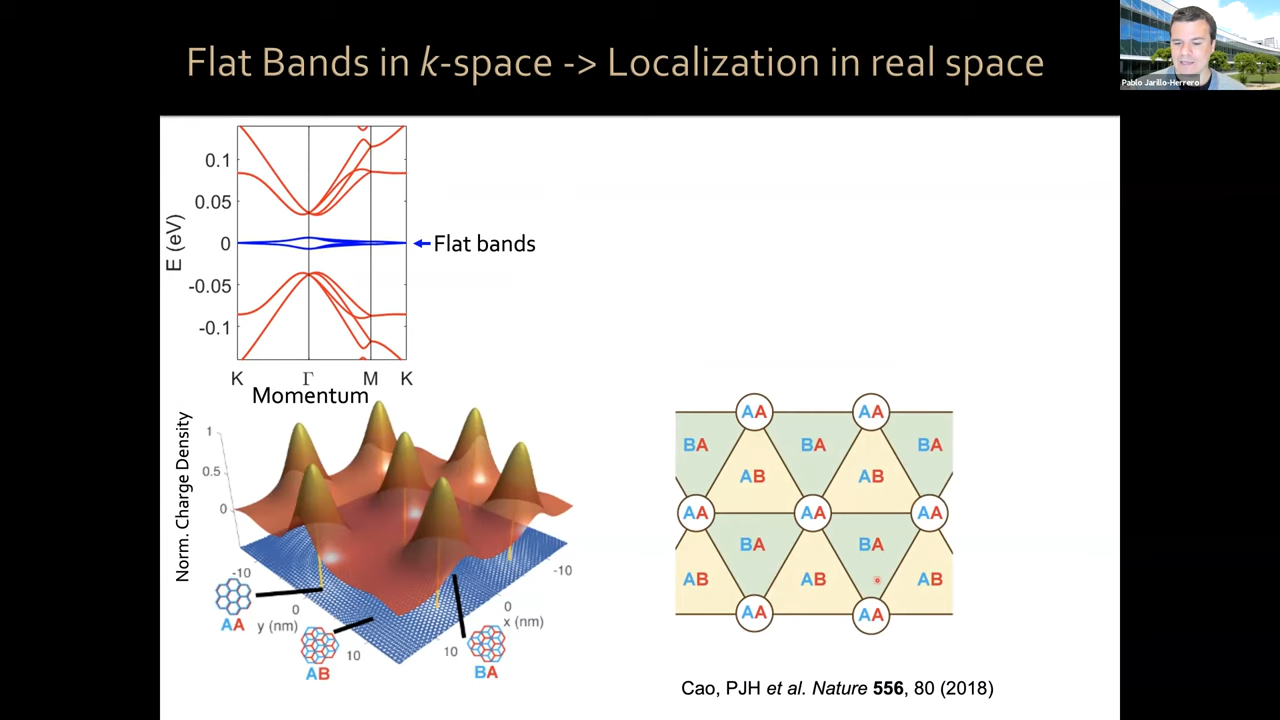 Flat Bands in k-space -> Localization in real space
Pablo Jarillo-Herrero
0.1
0.05
0
-0.05
-0.1
E (eV)
Flat bands
K Γ M K
Momentum
Norm. Charge Density
1
0.5
0
-10
0
10
y (nm)
-10
0
10
x (nm)
AA
AB
BA
AA AA
BA BA BA
AB AB
AA AA AA
BA BA
AB AB AB
AA AA
Cao, PJH et al. Nature 556, 80 (2018)